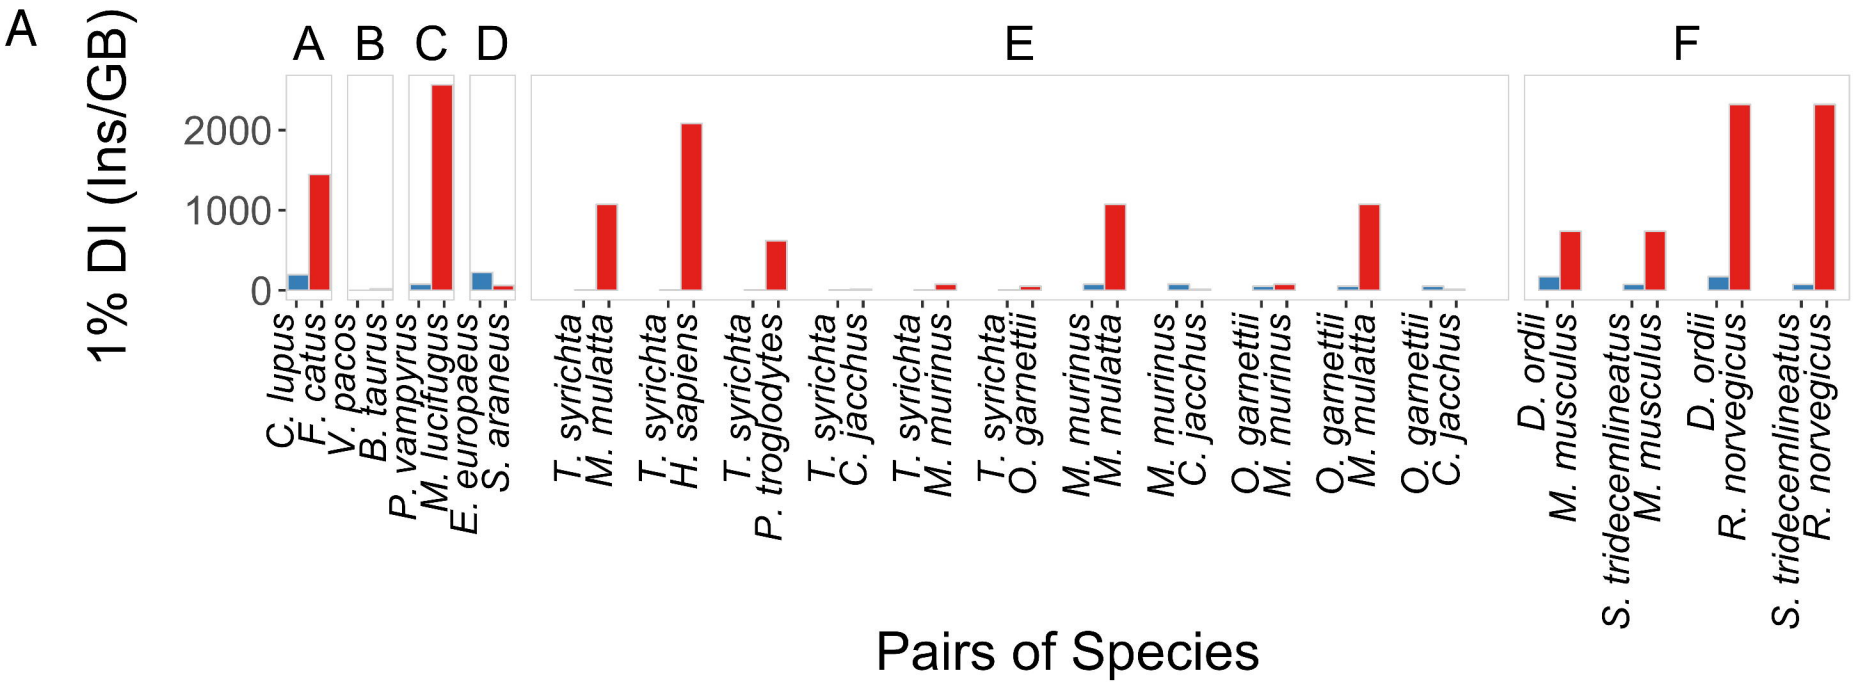 A
1% DI (Ins/GB)
A
B
C
D
E
F
2000
1000
0
C. lupus
F. catus
V. pacos
B. taurus
P. vampyrus
M. lucifugus
E. europaeus
S. araneus
T. syrichta
M. mulatta
T. syrichta
H. sapiens
T. syrichta
P. troglodytes
T. syrichta
C. jacchus
T. syrichta
M. murinus
T. syrichta
O. garnettii
M. murinus
M. mulatta
M. murinus
C. jacchus
O. garnettii
M. murinus
O. garnettii
M. mulatta
O. garnettii
C. jacchus
D. ordii
M. musculus
S. tridecemlineatus
M. musculus
D. ordii
R. norvegicus
S. tridecemlineatus
R. norvegicus
Pairs of Species